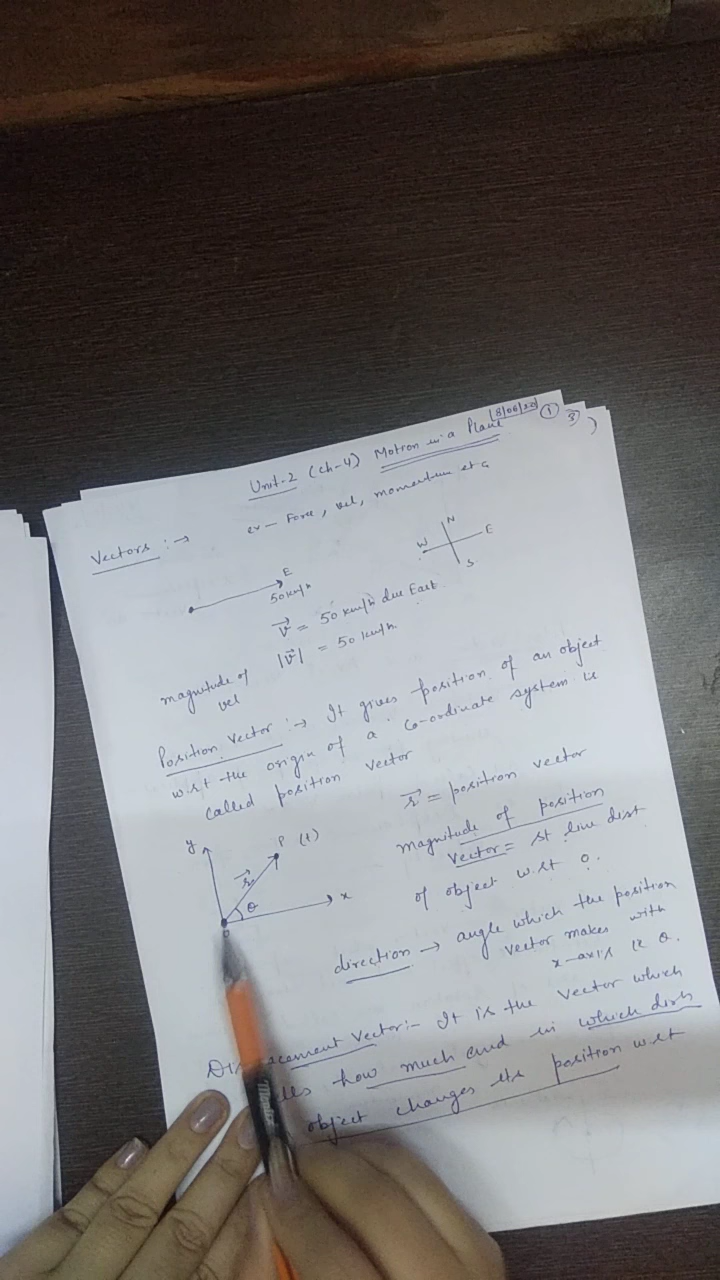 Unit-2 (Ch-4) Motion in a Plane
①
Vectors :→ ex — Force, vel, momentum etc
N
W E
S
E
50 km/h
v⃗ = 50 km/h due East
|v⃗| = 50 km/h
magnitude of
vel
Position Vector :→ It gives position of an object
w.r.t the origin of a co-ordinate system is
called position vector
r⃗ = position vector
y
P (t)
r⃗
θ
x
magnitude of position
vector = st line dist
of object w.r.t O.
direction → angle which the position
vector makes with
x-axis is θ.
Displacement Vector:- It is the vector which
how much and in which
object changes its position w.r.t